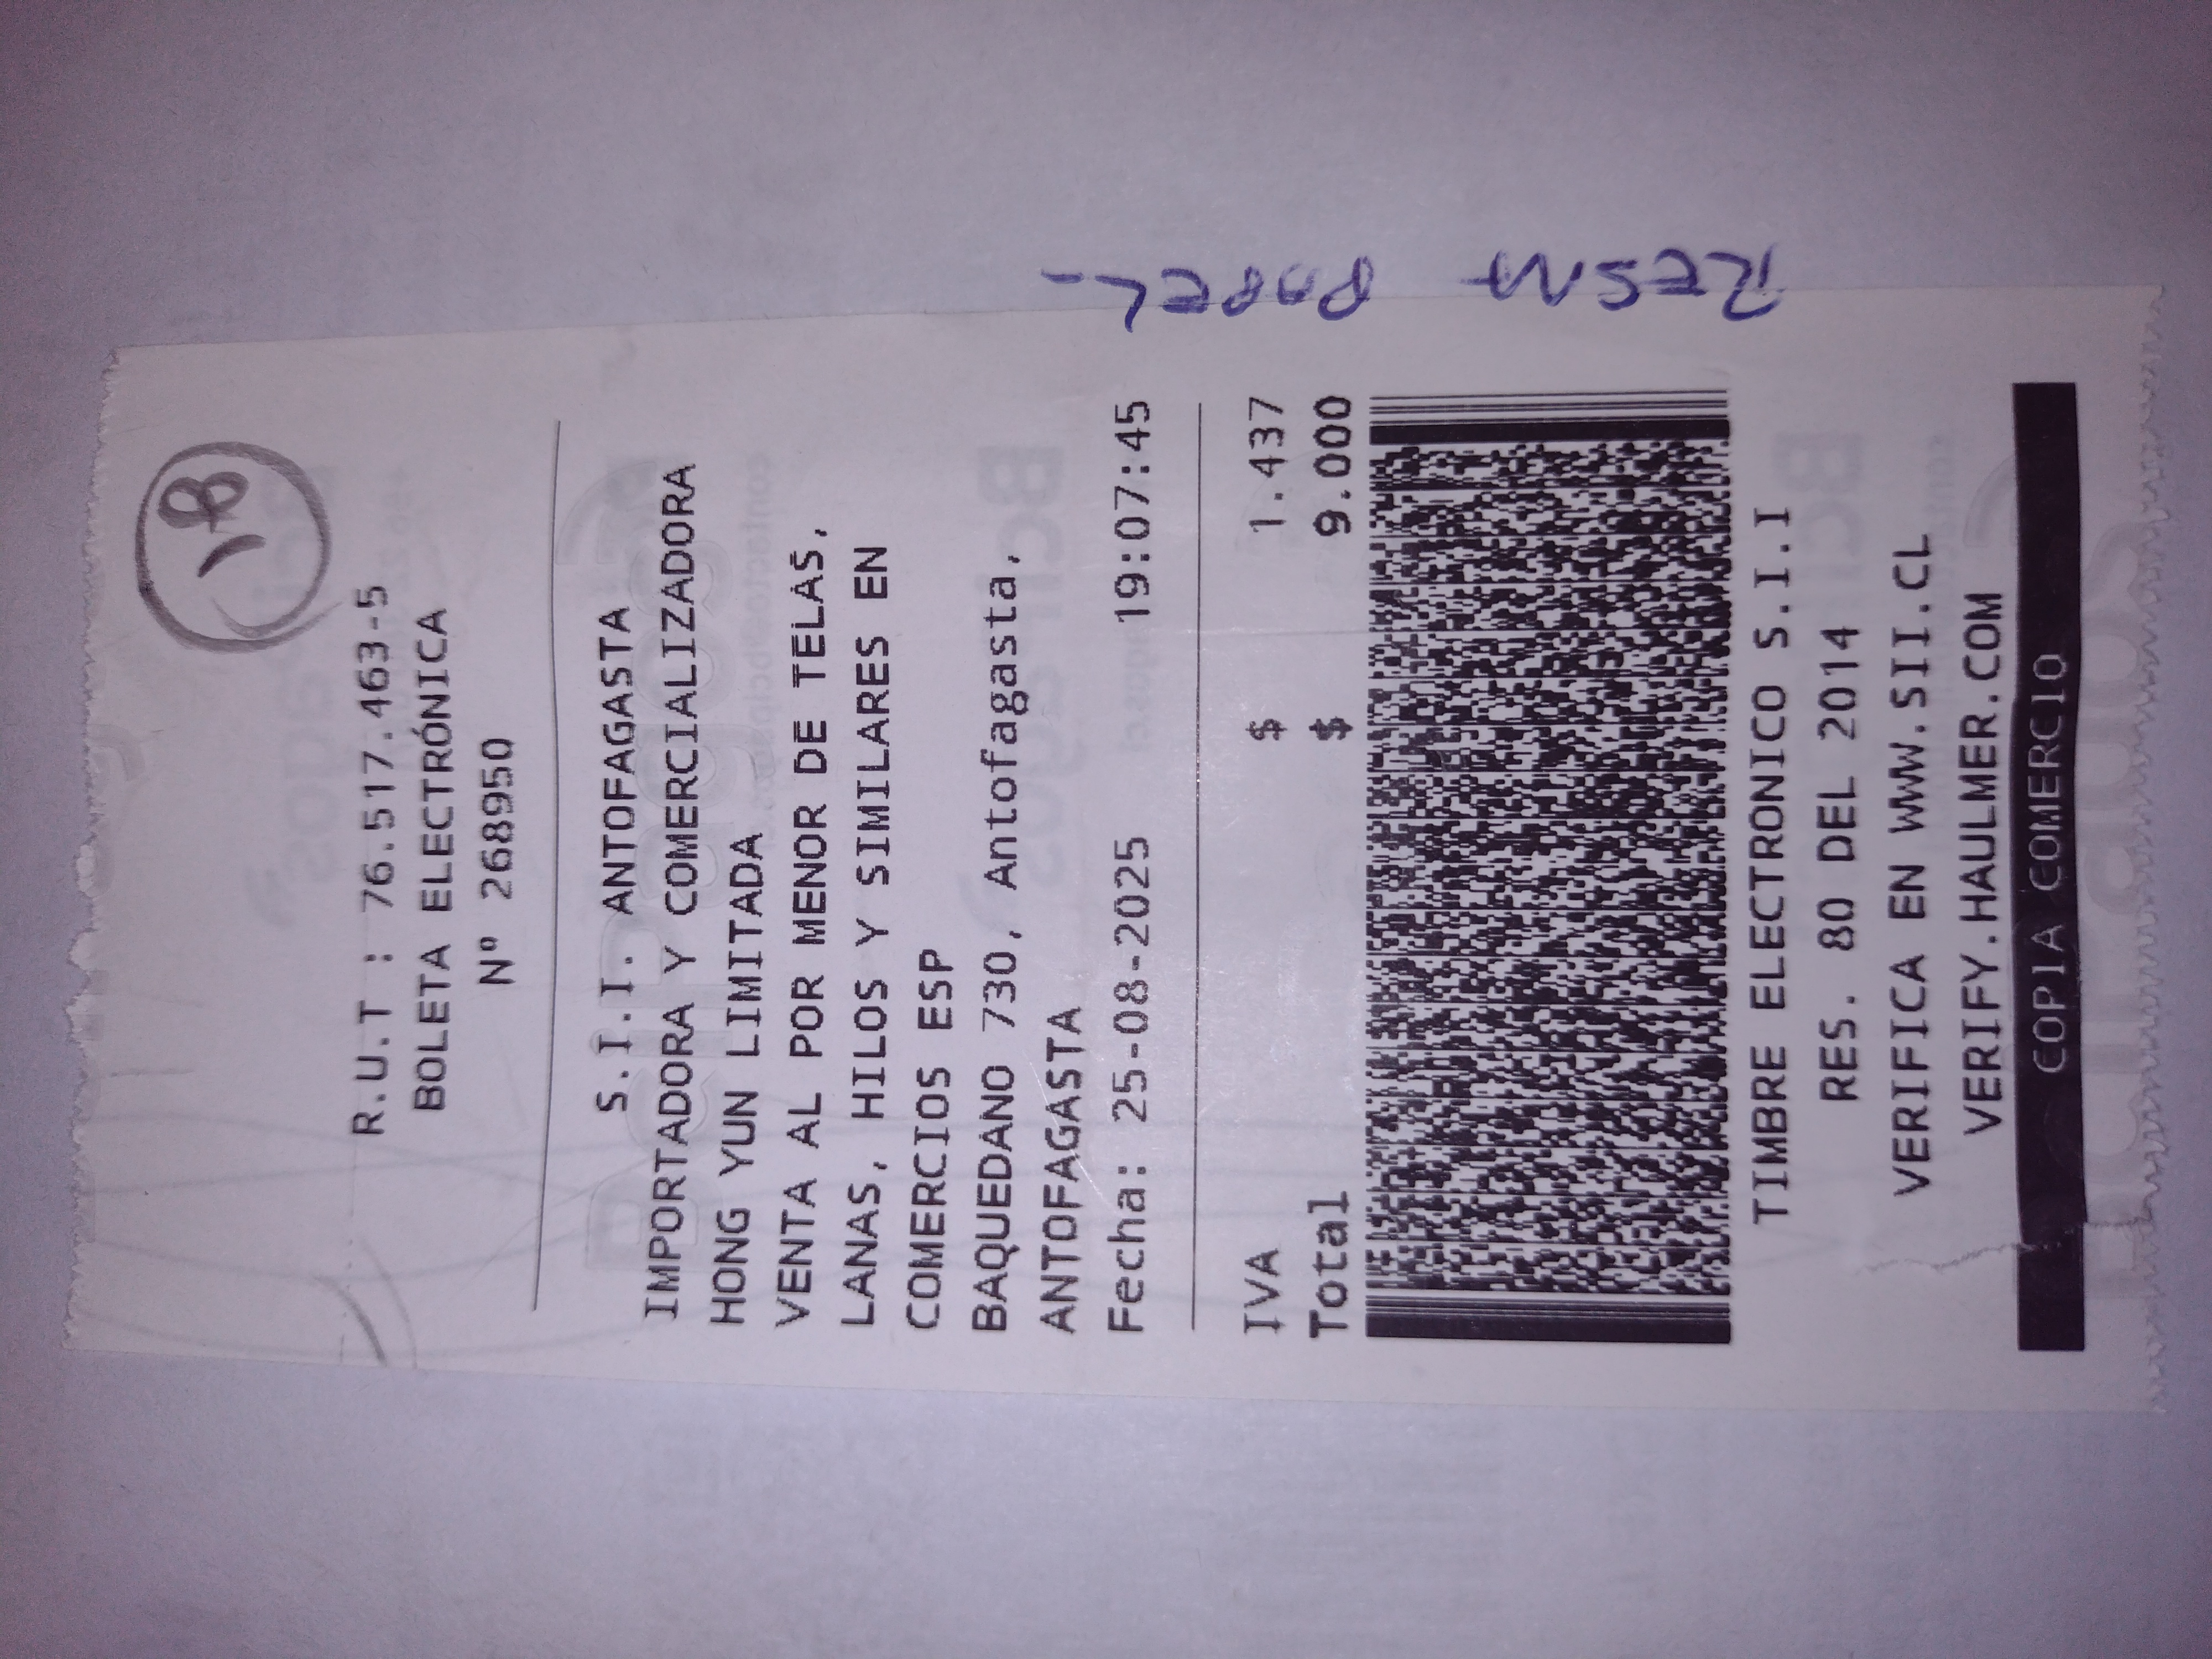 18
R.U.T : 76.517.463-5
BOLETA ELECTRÓNICA
Nº 268950
S.I.I. ANTOFAGASTA
IMPORTADORA Y COMERCIALIZADORA
HONG YUN LIMITADA
VENTA AL POR MENOR DE TELAS,
LANAS, HILOS Y SIMILARES EN
COMERCIOS ESP
BAQUEDANO 730, Antofagasta,
ANTOFAGASTA
Fecha: 25-08-2025 19:07:45
IVA $ 1.437
Total $ 9.000
TIMBRE ELECTRONICO S.I.I
RES. 80 DEL 2014
VERIFICA EN WWW.SII.CL
VERIFY.HAULMER.COM
COPIA COMERCIO
RESMA PAPEL-